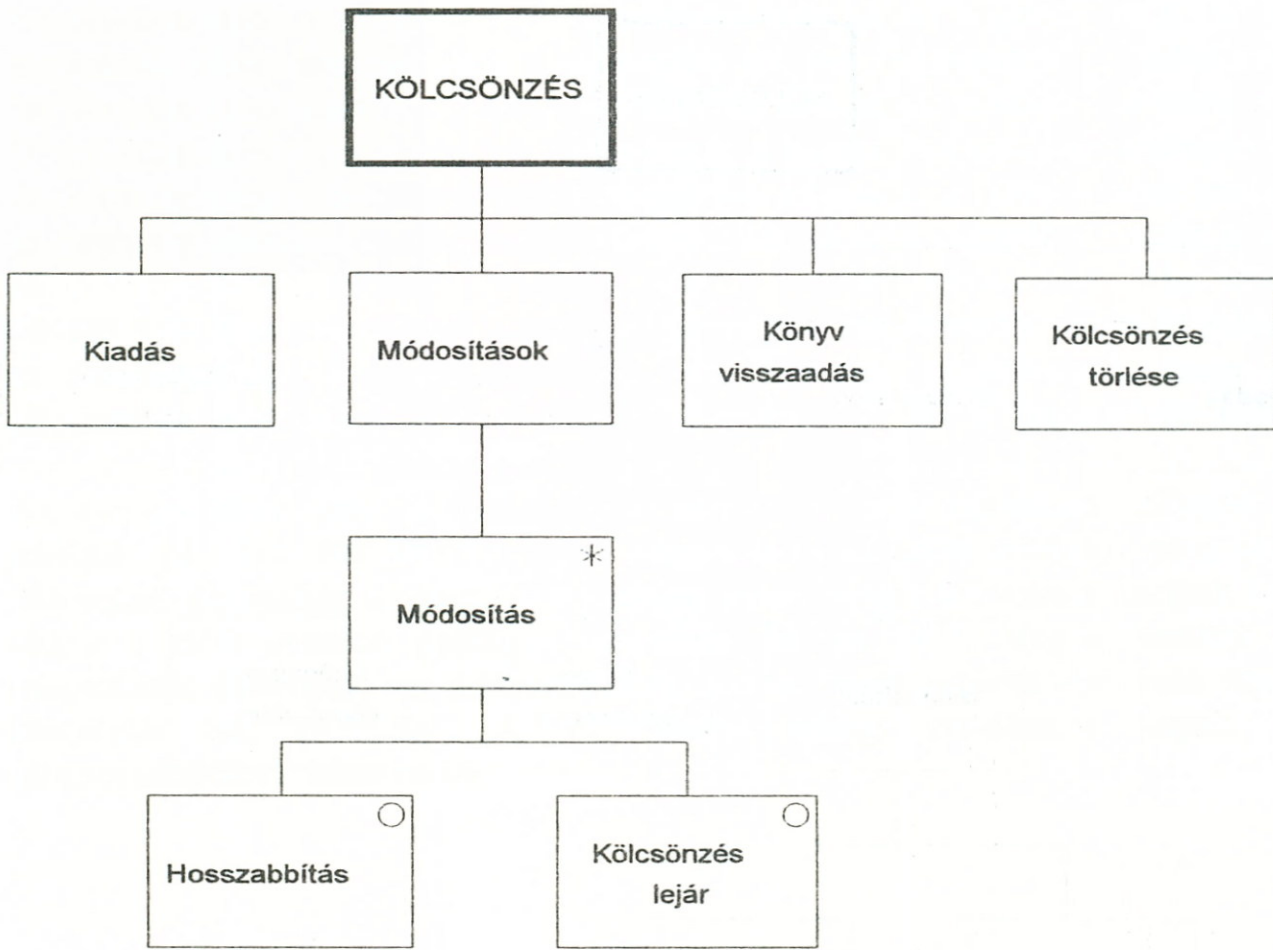 KÖLCSÖNZÉS
Kiadás
Módosítások
Könyv
visszaadás
Kölcsönzés
törlése
*
Módosítás
Hosszabbítás
Kölcsönzés
lejár